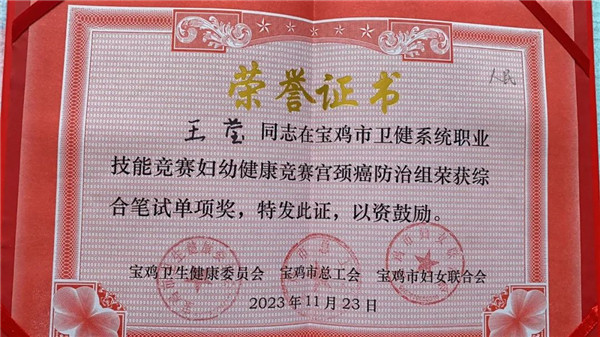 荣誉证书
人民
王莹 同志在宝鸡市卫健系统职业
技能竞赛妇幼健康竞赛宫颈癌防治组荣获综
合笔试单项奖，特发此证，以资鼓励。
宝鸡卫生健康委员会 宝鸡市总工会 宝鸡市妇女联合会
2023年11月23日